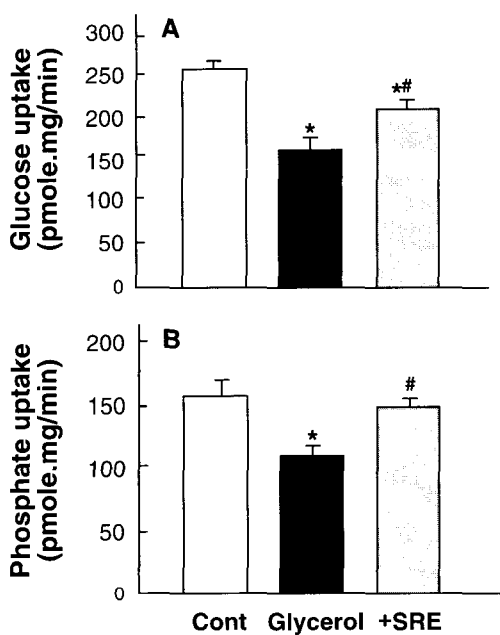 A
Glucose uptake
(pmole.mg/min)
300
250
200
150
100
50
0
*
*#
B
Phosphate uptake
(pmole.mg/min)
200
150
100
50
0
*
#
Cont Glycerol +SRE